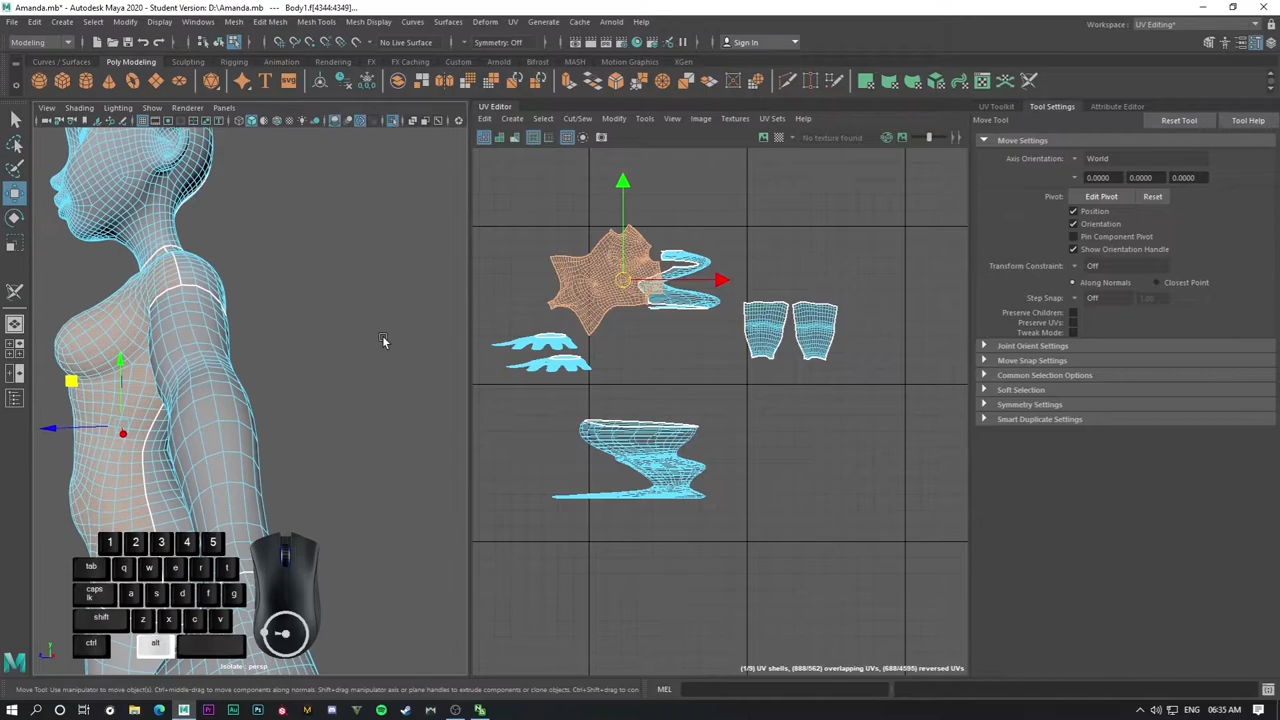 Amanda.mb* - Autodesk Maya 2020 - Student Version: D:\Amanda.mb --- Body1.f[4344:4349]...
File Edit Create Select Modify Display Windows Mesh Edit Mesh Mesh Tools Mesh Display Curves Surfaces Deform UV Generate Cache Arnold Help
Workspace : UV Editing*
Modeling No Live Surface Symmetry: Off Sign In
Curves / Surfaces Poly Modeling Sculpting Rigging Animation Rendering FX FX Caching Custom Arnold Bifrost MASH Motion Graphics XGen
View Shading Lighting Show Renderer Panels
UV Editor
Edit Create Select Cut/Sew Modify Tools View Image Textures UV Sets Help
No texture found
UV Toolkit Tool Settings Attribute Editor
Move Tool Reset Tool Tool Help
Move Settings
Axis Orientation: World
0.0000 0.0000 0.0000
Pivot: Edit Pivot Reset
Position
Orientation
Pin Component Pivot
Show Orientation Handle
Transform Constraint: Off
Along Normals Closest Point
Step Snap: Off 1.00
Preserve Children:
Preserve UVs:
Tweak Mode:
Joint Orient Settings
Move Snap Settings
Common Selection Options
Soft Selection
Symmetry Settings
Smart Duplicate Settings
1 2 3 4 5
tab q w e r t
caps lk a s d f g
shift z x c v
ctrl alt
Isolate : persp
(1/9) UV shells, (888/562) overlapping UVs, (688/4595) reversed UVs
Move Tool: Use manipulator to move object(s). Ctrl+middle-drag to move components along normals. Shift+drag manipulator axis or plane handles to extrude components or clone objects. Ctrl+Shift+drag to con
MEL
ENG 06:35 AM